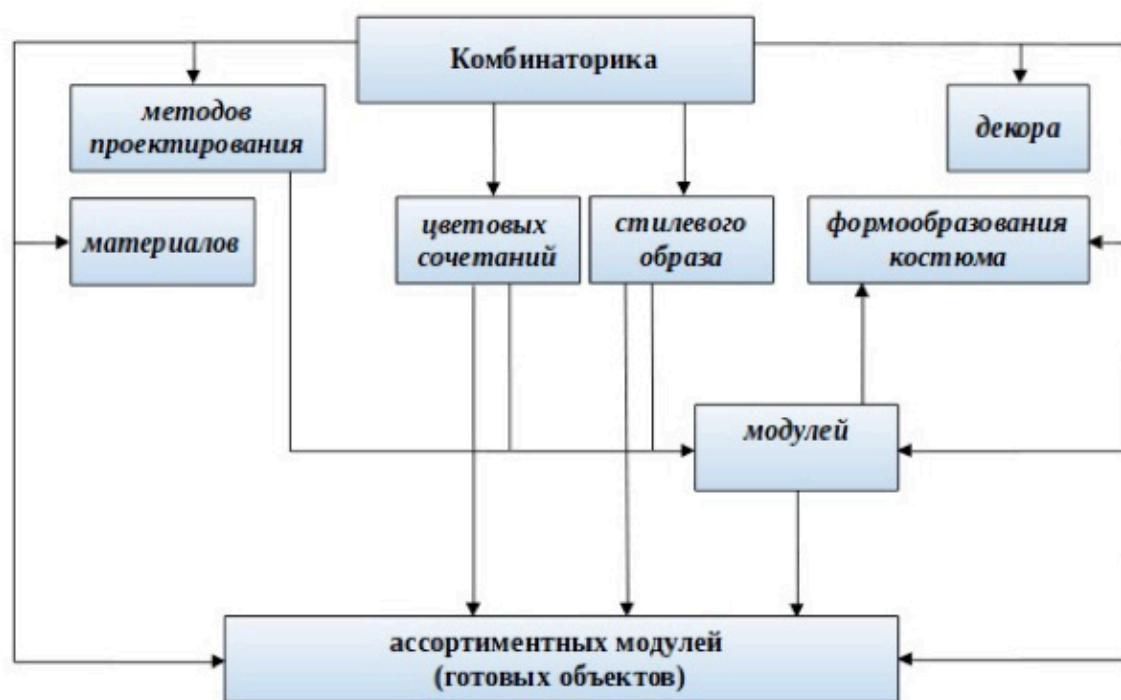 Комбинаторика
методов
проектирования
декора
материалов
цветовых
сочетаний
стилевого
образа
формообразования
костюма
модулей
ассортиментных модулей
(готовых объектов)